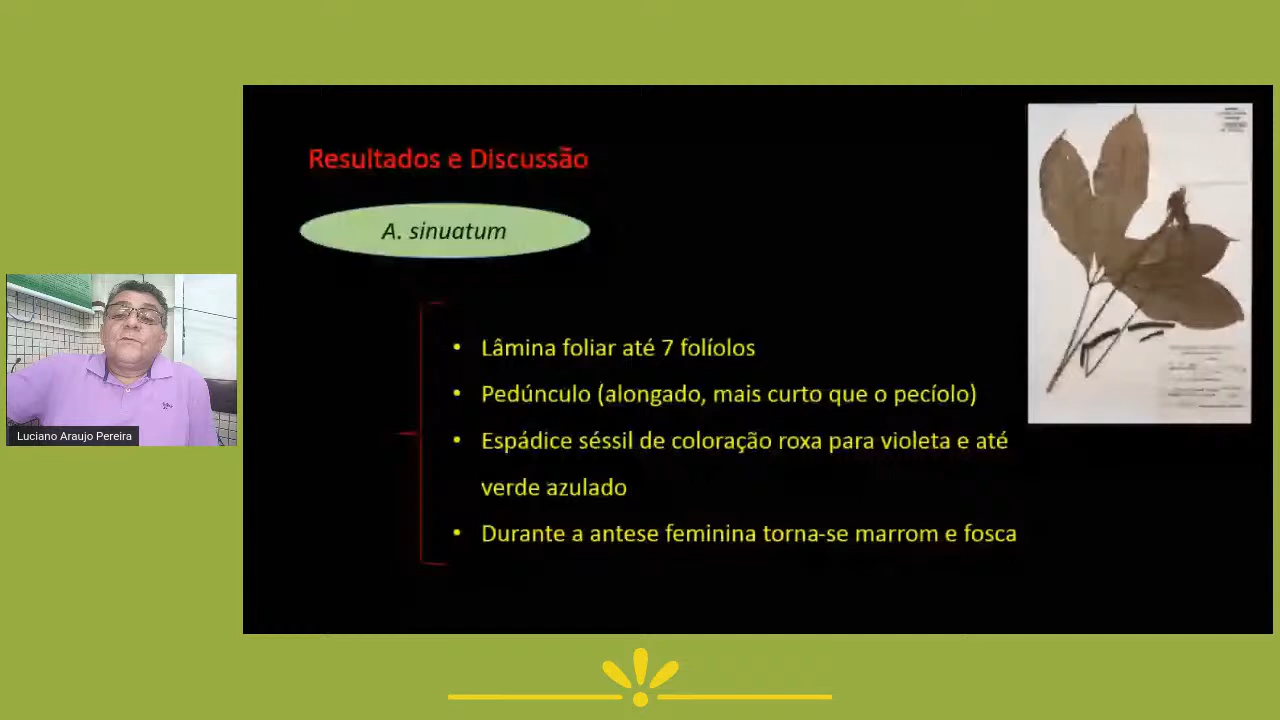 Resultados e Discussão
A. sinuatum
• Lâmina foliar até 7 folíolos
• Pedúnculo (alongado, mais curto que o pecíolo)
• Espádice séssil de coloração roxa para violeta e até
verde azulado
• Durante a antese feminina torna-se marrom e fosca
Luciano Araujo Pereira